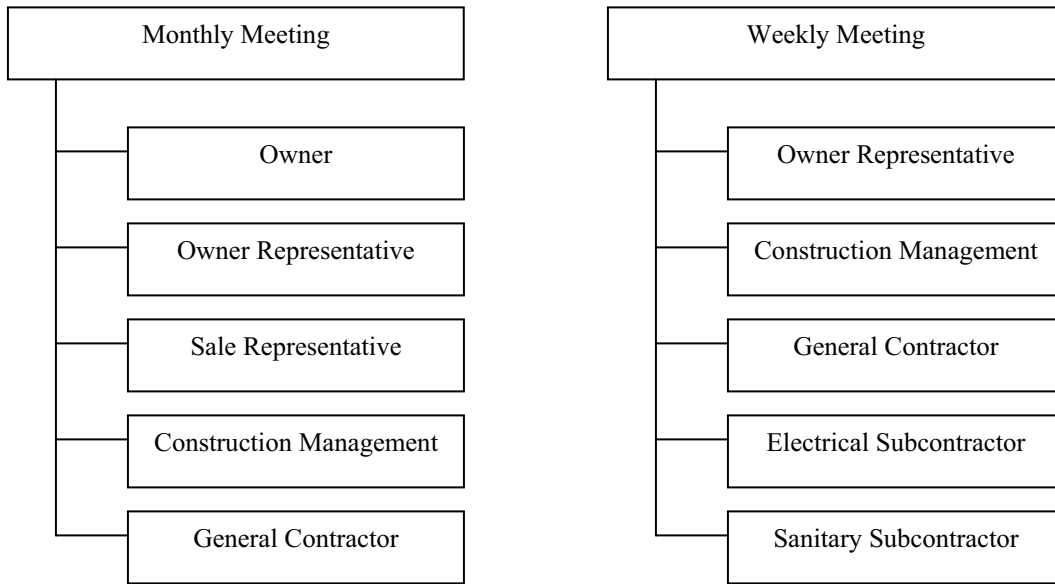 Monthly Meeting
Owner
Owner Representative
Sale Representative
Construction Management
General Contractor
Weekly Meeting
Owner Representative
Construction Management
General Contractor
Electrical Subcontractor
Sanitary Subcontractor